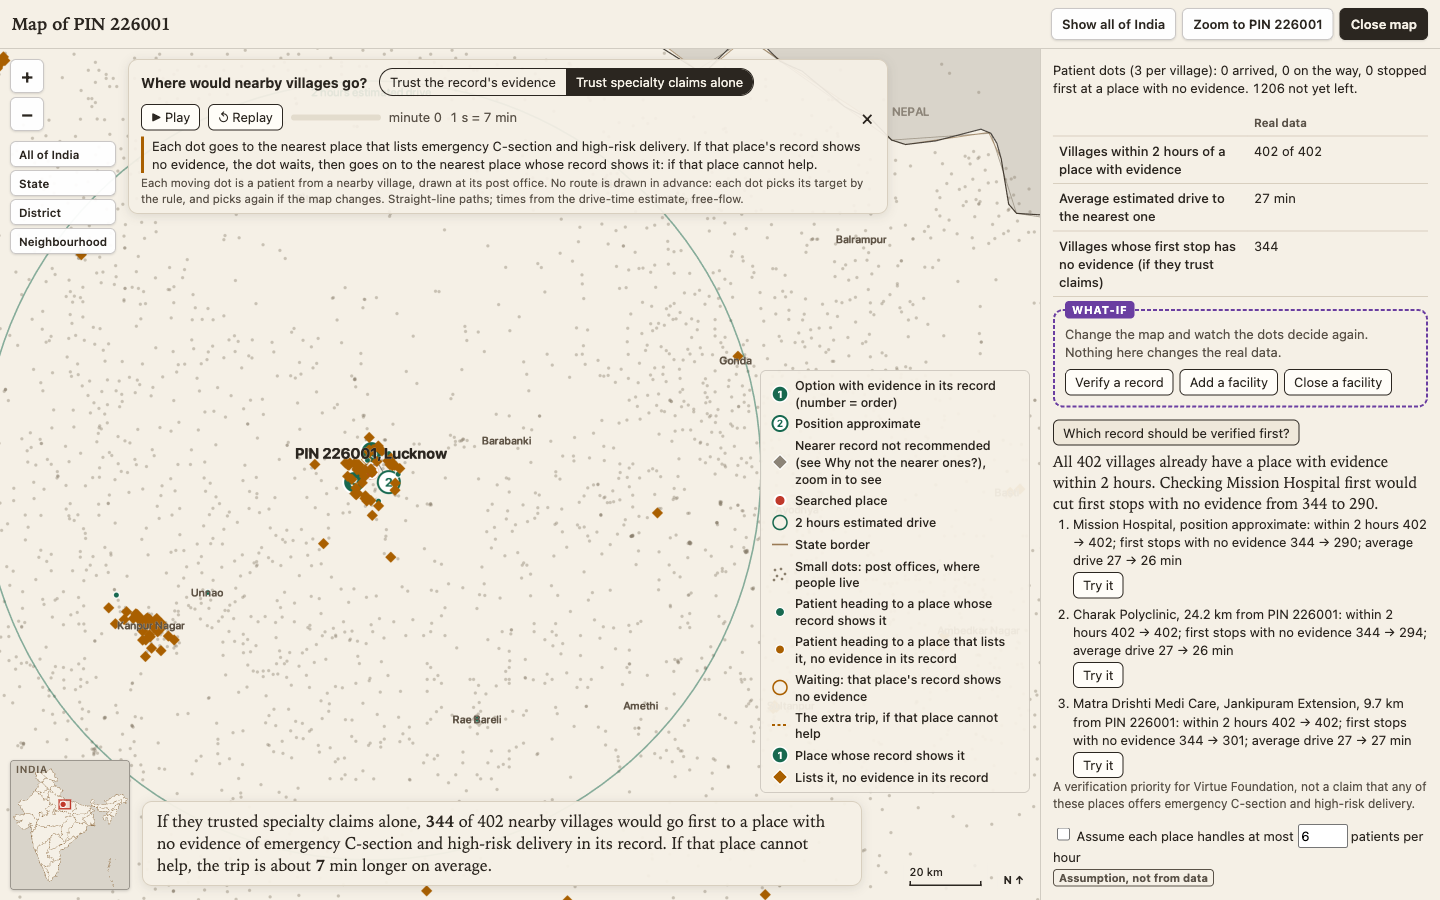 Map of PIN 226001
Show all of India
Zoom to PIN 226001
Close map
+
−
All of India
State
District
Neighbourhood
Where would nearby villages go?
Trust the record's evidence
Trust specialty claims alone
Play
Replay
minute 0
1 s = 7 min
×
Each dot goes to the nearest place that lists emergency C-section and high-risk delivery. If that place's record shows
no evidence, the dot waits, then goes on to the nearest place whose record shows it: if that place cannot help.
Each moving dot is a patient from a nearby village, drawn at its post office. No route is drawn in advance: each dot picks its target by
the rule, and picks again if the map changes. Straight-line paths; times from the drive-time estimate, free-flow.
NEPAL
Balrampur
Gonda
Barabanki
PIN 226001, Lucknow
2
Unnao
Kanpur Nagar
Rae Bareli
Amethi
1 Option with evidence in its record
(number = order)
2 Position approximate
Nearer record not recommended
(see Why not the nearer ones?),
zoom in to see
Searched place
2 hours estimated drive
State border
Small dots: post offices, where
people live
Patient heading to a place whose
record shows it
Patient heading to a place that lists
it, no evidence in its record
Waiting: that place's record shows
no evidence
The extra trip, if that place cannot
help
1 Place whose record shows it
Lists it, no evidence in its record
INDIA
If they trusted specialty claims alone, 344 of 402 nearby villages would go first to a place with
no evidence of emergency C-section and high-risk delivery in its record. If that place cannot
help, the trip is about 7 min longer on average.
20 km
N ↑
Patient dots (3 per village): 0 arrived, 0 on the way, 0 stopped
first at a place with no evidence. 1206 not yet left.
Real data
Villages within 2 hours of a
place with evidence
402 of 402
Average estimated drive to
the nearest one
27 min
Villages whose first stop has
no evidence (if they trust
claims)
344
WHAT-IF
Change the map and watch the dots decide again.
Nothing here changes the real data.
Verify a record
Add a facility
Close a facility
Which record should be verified first?
All 402 villages already have a place with evidence
within 2 hours. Checking Mission Hospital first would
cut first stops with no evidence from 344 to 290.
1. Mission Hospital, position approximate: within 2 hours 402
→ 402; first stops with no evidence 344 → 290; average
drive 27 → 26 min
Try it
2. Charak Polyclinic, 24.2 km from PIN 226001: within 2
hours 402 → 402; first stops with no evidence 344 → 294;
average drive 27 → 26 min
Try it
3. Matra Drishti Medi Care, Jankipuram Extension, 9.7 km
from PIN 226001: within 2 hours 402 → 402; first stops
with no evidence 344 → 301; average drive 27 → 27 min
Try it
A verification priority for Virtue Foundation, not a claim that any of
these places offers emergency C-section and high-risk delivery.
Assume each place handles at most 6 patients per
hour
Assumption, not from data